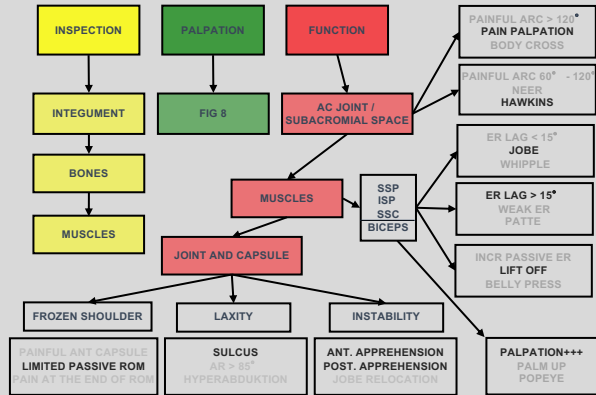 INSPECTION
PALPATION
FUNCTION
PAINFUL ARC > 120°
PAIN PALPATION
BODY CROSS
INTEGUMENT
FIG 8
AC JOINT /
SUBACROMIAL SPACE
PAINFUL ARC 60° - 120°
NEER
HAWKINS
BONES
ER LAG < 15°
JOBE
WHIPPLE
MUSCLES
MUSCLES
SSP
ISP
SSC
BICEPS
ER LAG > 15°
WEAK ER
PATTE
JOINT AND CAPSULE
INCR PASSIVE ER
LIFT OFF
BELLY PRESS
FROZEN SHOULDER
LAXITY
INSTABILITY
PAINFUL ANT CAPSULE
LIMITED PASSIVE ROM
PAIN AT THE END OF ROM
SULCUS
AR > 85°
HYPERABDUKTION
ANT. APPREHENSION
POST. APPREHENSION
JOBE RELOCATION
PALPATION+++
PALM UP
POPEYE